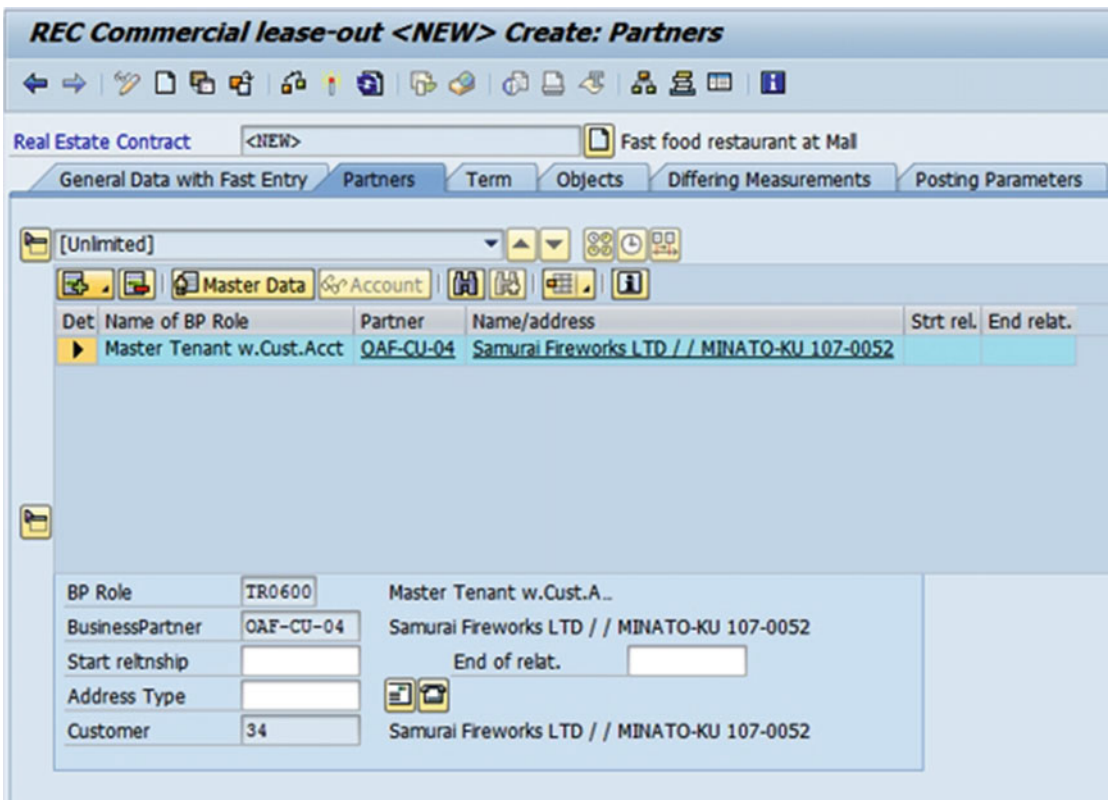 REC Commercial lease-out <NEW> Create: Partners
Real Estate Contract <NEW> Fast food restaurant at Mall
General Data with Fast Entry Partners Term Objects Differing Measurements Posting Parameters
[Unlimited]
Master Data Account
Det Name of BP Role Partner Name/address Strt rel. End relat.
Master Tenant w.Cust.Acct OAF-CU-04 Samurai Fireworks LTD / / MINATO-KU 107-0052
BP Role TR0600 Master Tenant w.Cust.A..
BusinessPartner OAF-CU-04 Samurai Fireworks LTD / / MINATO-KU 107-0052
Start reltnship End of relat.
Address Type
Customer 34 Samurai Fireworks LTD / / MINATO-KU 107-0052